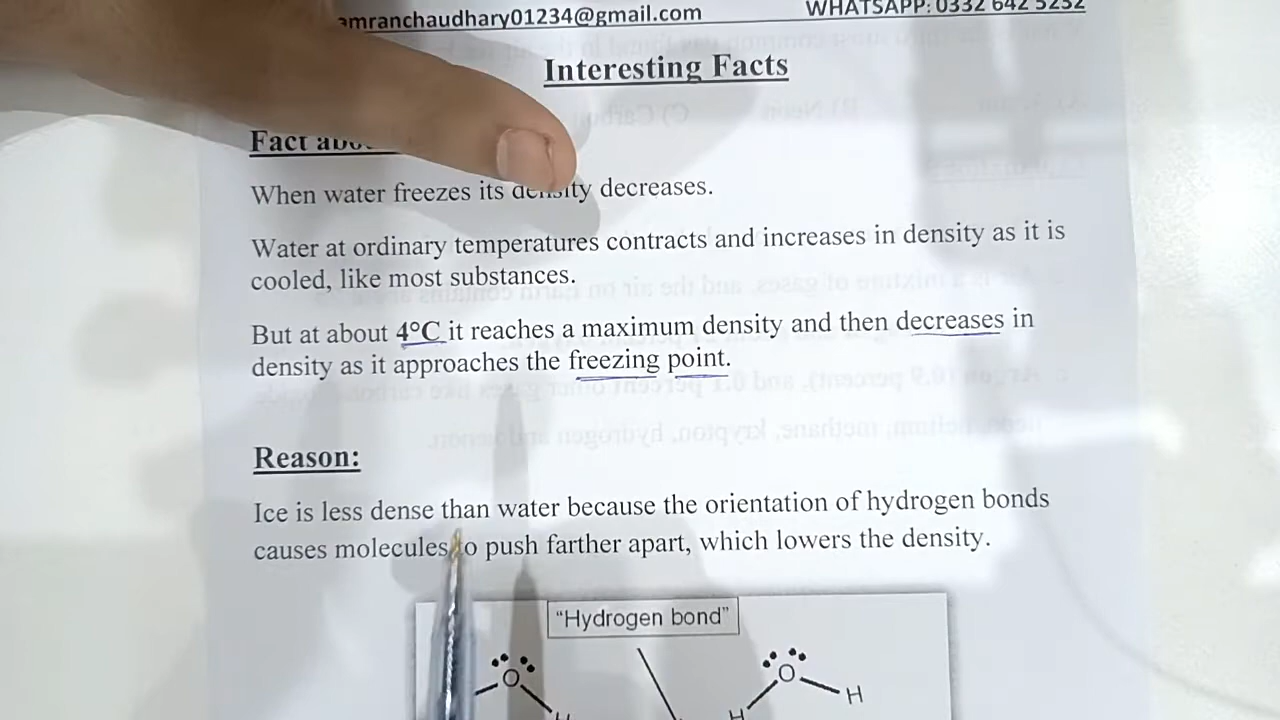 amranchaudhary01234@gmail.com WHATSAPP: 0332 642 5252
Interesting Facts
Fact
When water freezes its density decreases.
Water at ordinary temperatures contracts and increases in density as it is
cooled, like most substances.
But at about 4°C it reaches a maximum density and then decreases in
density as it approaches the freezing point.
Reason:
Ice is less dense than water because the orientation of hydrogen bonds
causes molecules to push farther apart, which lowers the density.
“Hydrogen bond”
O O
H
H H